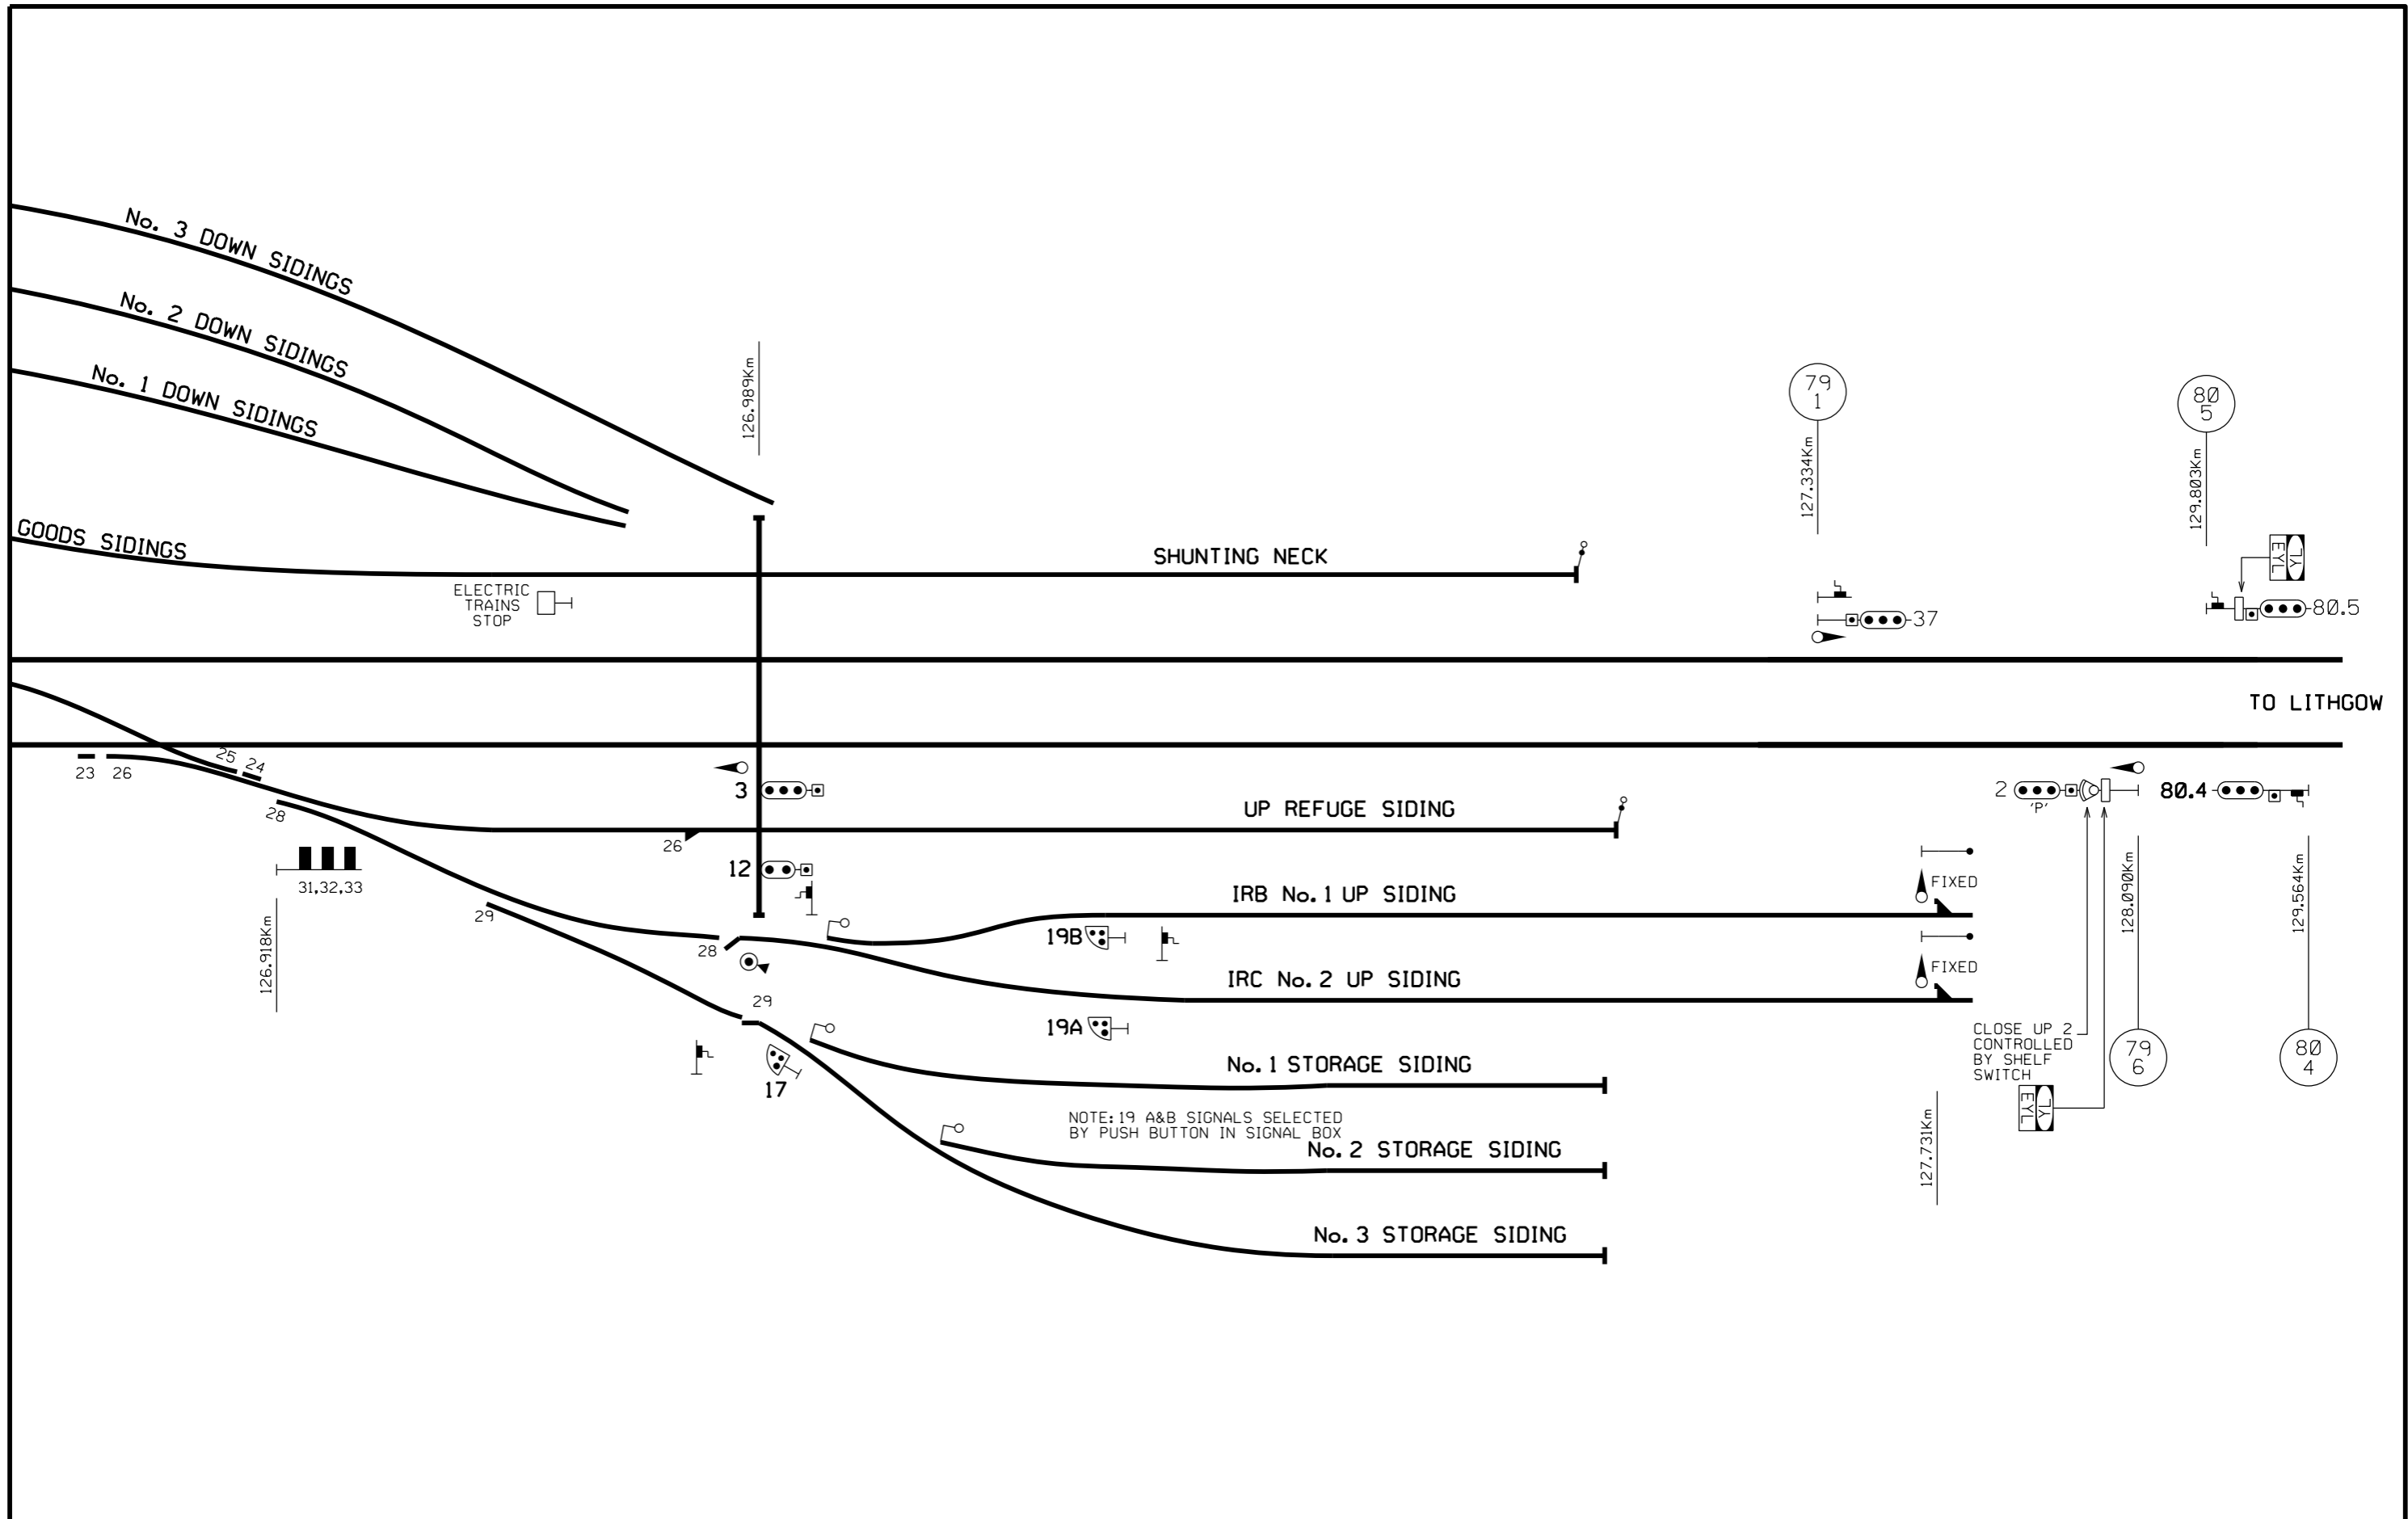 No. 3 DOWN SIDINGS
No. 2 DOWN SIDINGS
No. 1 DOWN SIDINGS
126.989Km
79
1
127.334Km
80
5
129.803Km
GOODS SIDINGS
SHUNTING NECK
ELECTRIC
TRAINS
STOP
YL
EYL
37
80.5
TO LITHGOW
23
26
25
24
28
3
UP REFUGE SIDING
26
2
'P'
80.4
31,32,33
12
126.918Km
29
IRB No.1 UP SIDING
FIXED
128.090Km
129.564Km
28
19B
IRC No.2 UP SIDING
FIXED
29
19A
CLOSE UP 2
CONTROLLED
BY SHELF
SWITCH
79
6
80
4
17
No.1 STORAGE SIDING
YL
EYL
NOTE:19 A&B SIGNALS SELECTED
BY PUSH BUTTON IN SIGNAL BOX
No. 2 STORAGE SIDING
127.731Km
No. 3 STORAGE SIDING